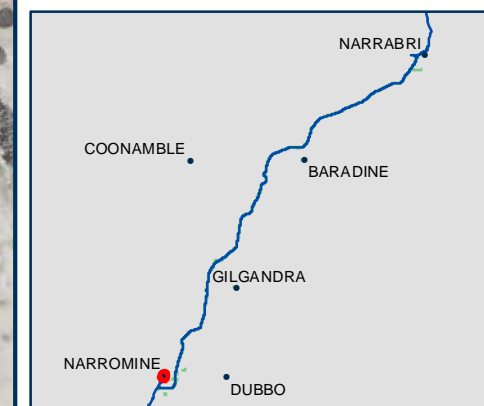 NARRABRI
COONAMBLE
BARADINE
GILGANDRA
NARROMINE
DUBBO